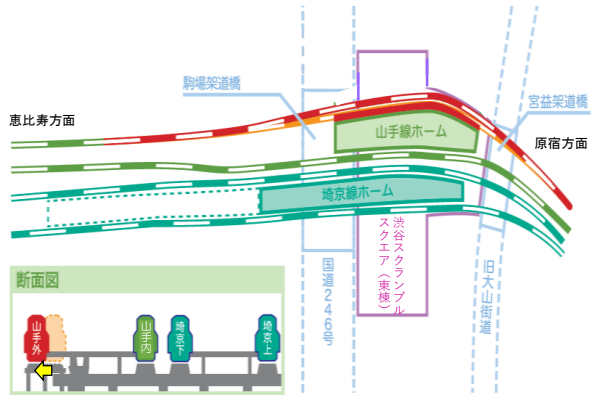 駒場架道橋
宮益架道橋
恵比寿方面
原宿方面
山手線ホーム
埼京線ホーム
渋谷スクランブル
スクエア（東棟）
国道246号
旧大山街道
断面図
山手外
山手内
埼京下
埼京上